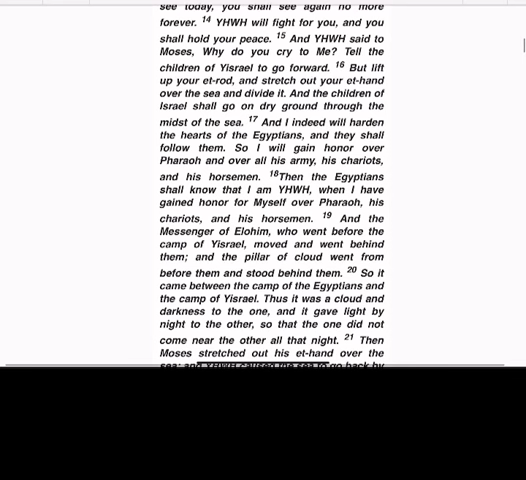 see today, you shall see again no more
forever. 14 YHWH will fight for you, and you
shall hold your peace. 15 And YHWH said to
Moses, Why do you cry to Me? Tell the
children of Yisrael to go forward. 16 But lift
up your et-rod, and stretch out your et-hand
over the sea and divide it. And the children of
Israel shall go on dry ground through the
midst of the sea. 17 And I indeed will harden
the hearts of the Egyptians, and they shall
follow them. So I will gain honor over
Pharaoh and over all his army, his chariots,
and his horsemen. 18Then the Egyptians
shall know that I am YHWH, when I have
gained honor for Myself over Pharaoh, his
chariots, and his horsemen. 19 And the
Messenger of Elohim, who went before the
camp of Yisrael, moved and went behind
them; and the pillar of cloud went from
before them and stood behind them. 20 So it
came between the camp of the Egyptians and
the camp of Yisrael. Thus it was a cloud and
darkness to the one, and it gave light by
night to the other, so that the one did not
come near the other all that night. 21 Then
Moses stretched out his et-hand over the
sea; and YHWH caused the sea to go back by